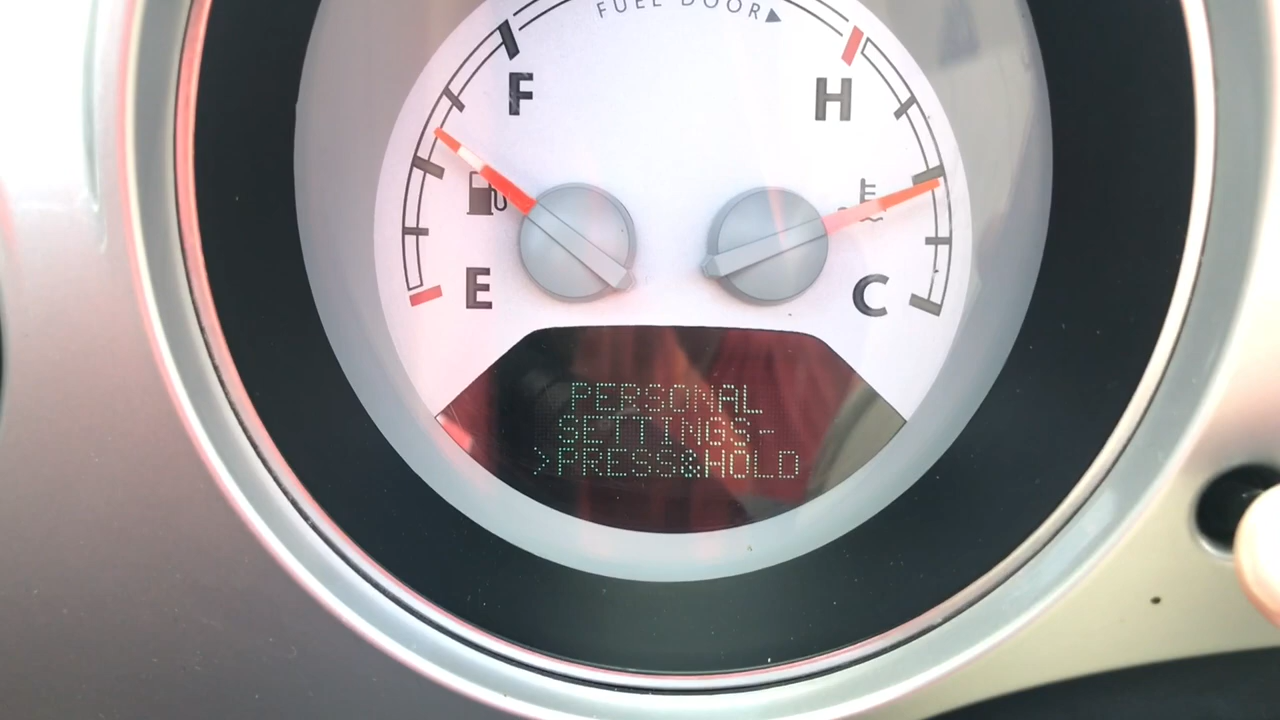 FUEL DOOR▶
F
H
E
C
PERSONAL
SETTINGS-
>PRESS&HOLD